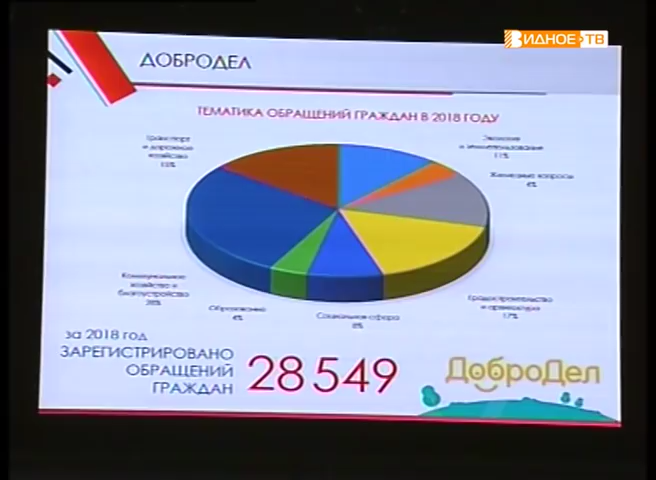 ВИДНОЕ-ТВ
ДОБРОДЕЛ
ТЕМАТИКА ОБРАЩЕНИЙ ГРАЖДАН В 2018 ГОДУ
Транспорт
и дорожное
хозяйство
Экология
и землепользование
11%
Жилищные вопросы
4%
Коммунальное
хозяйство и
благоустройство
Образование
4%
Социальная сфера
8%
Градостроительство
и архитектура
17%
за 2018 год
ЗАРЕГИСТРИРОВАНО
ОБРАЩЕНИЙ
ГРАЖДАН
28 549
ДоброДел